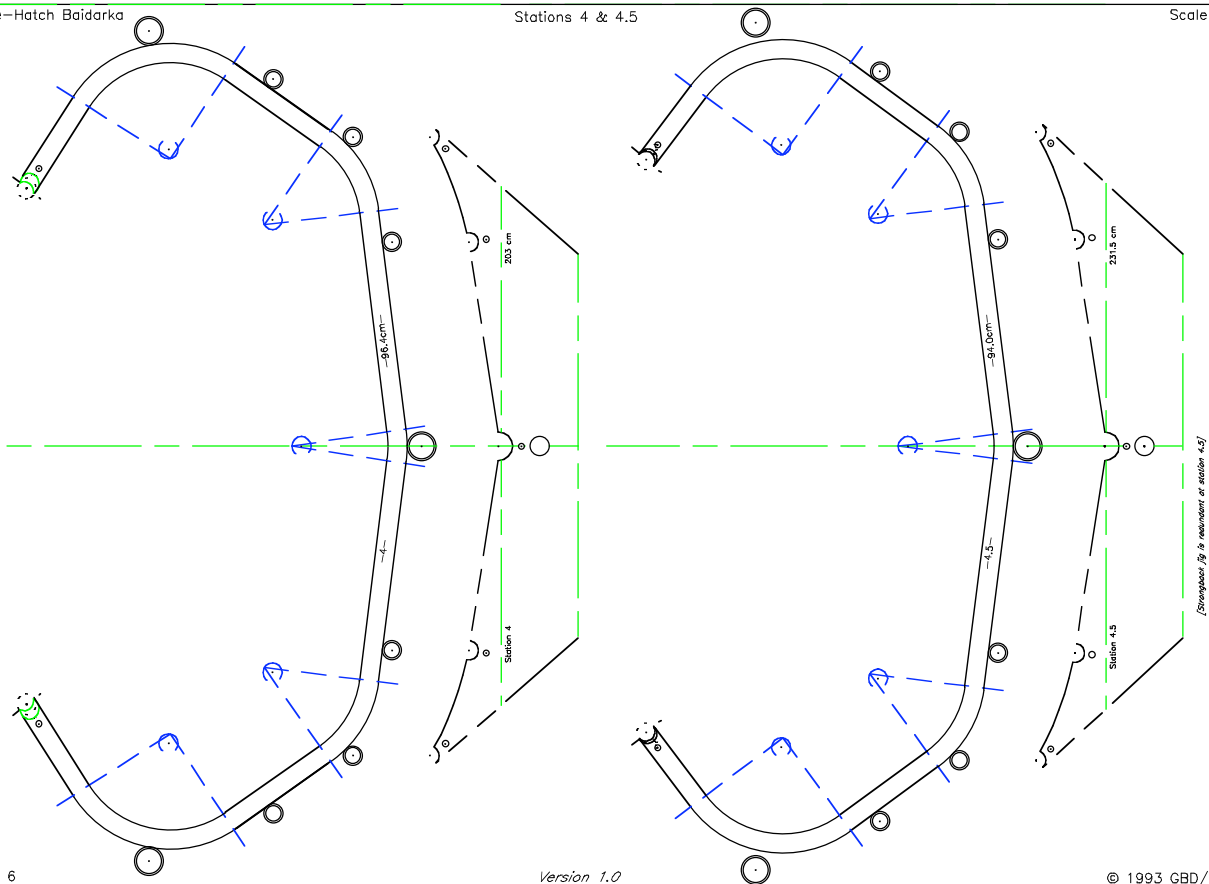 e-Hatch Baidarka
Stations 4 & 4.5
Scale
203 cm
-96.4cm-
-4-
Station 4
231.5 cm
-94.0cm-
-4.5-
Station 4.5
[Strongback jig is redundant at station 4.5]
6
Version 1.0
© 1993 GBD/